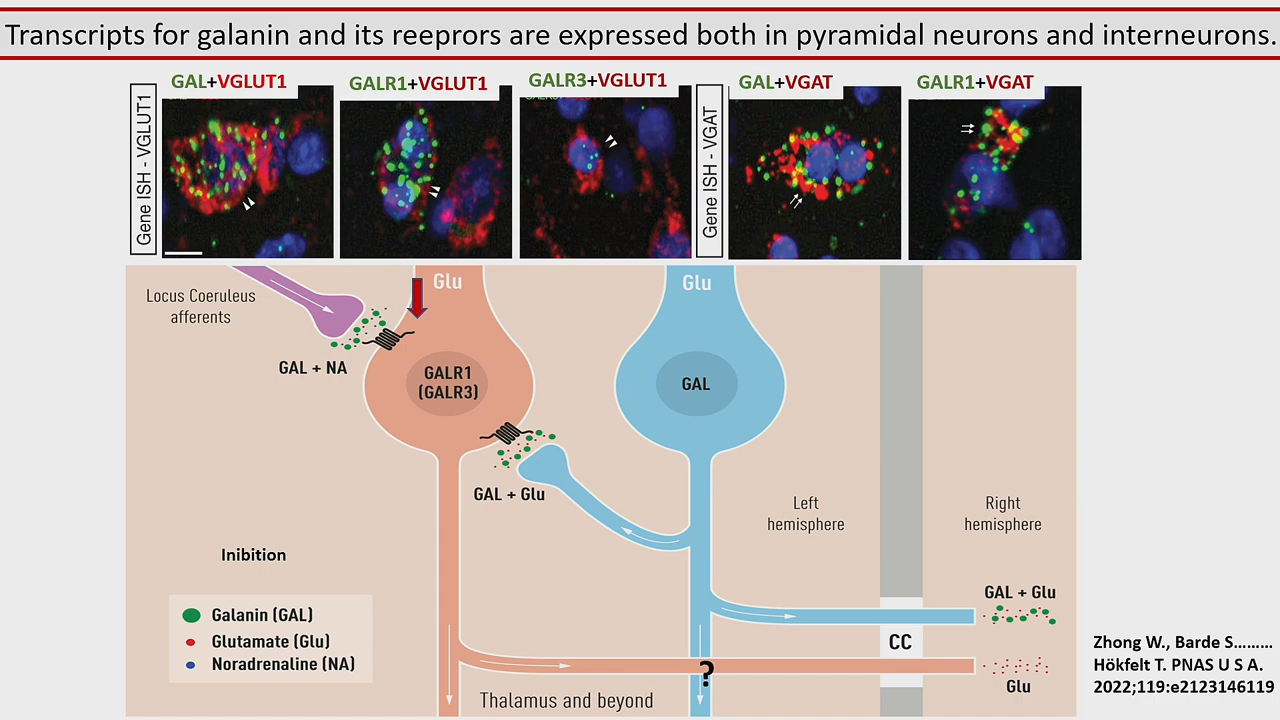 Transcripts for galanin and its reeprors are expressed both in pyramidal neurons and interneurons.
Gene ISH - VGLUT1
GAL+VGLUT1
GALR1+VGLUT1
GALR3+VGLUT1
Gene ISH - VGAT
GAL+VGAT
GALR1+VGAT
Locus Coeruleus
afferents
Glu
Glu
GAL + NA
GALR1
(GALR3)
GAL
GAL + Glu
Left
hemisphere
Right
hemisphere
Inibition
Galanin (GAL)
Glutamate (Glu)
Noradrenaline (NA)
GAL + Glu
CC
?
Glu
Thalamus and beyond
Zhong W., Barde S.........
Hökfelt T. PNAS U S A.
2022;119:e2123146119